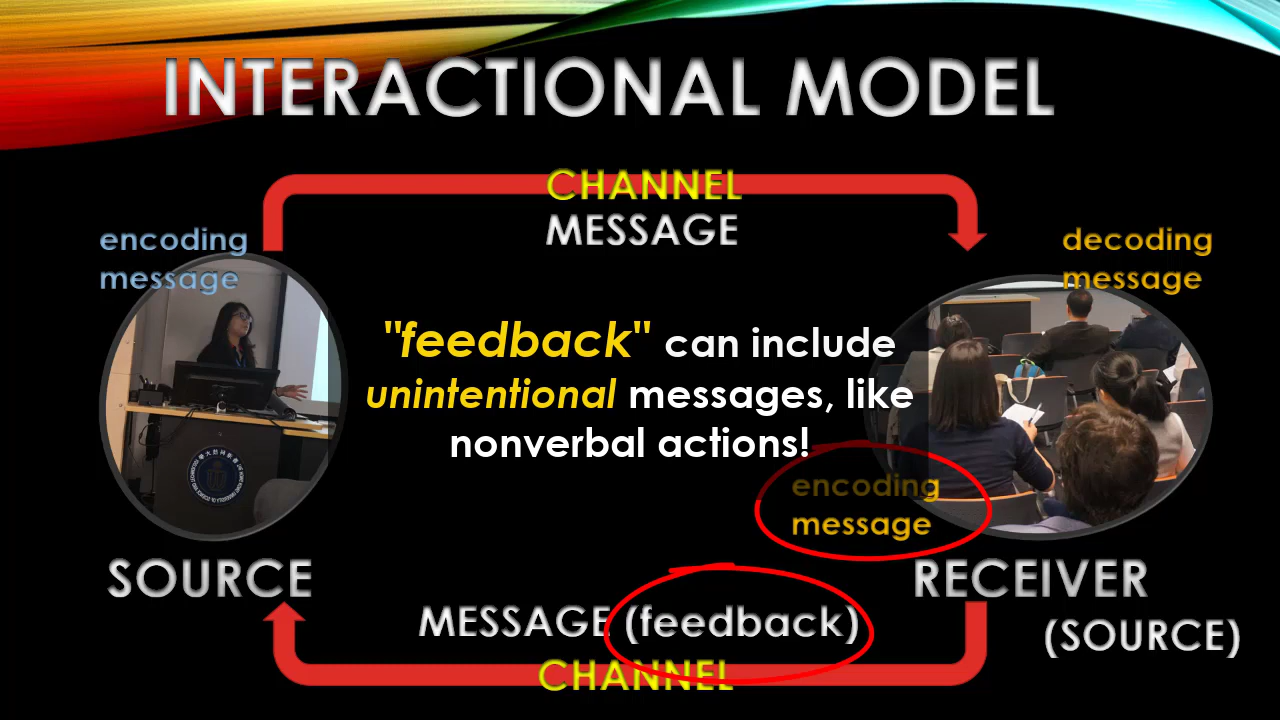 INTERACTIONAL MODEL
CHANNEL
MESSAGE
encoding
message
decoding
message
"feedback" can include
unintentional messages, like
nonverbal actions!
encoding
message
SOURCE
RECEIVER
MESSAGE (feedback)
(SOURCE)
CHANNEL